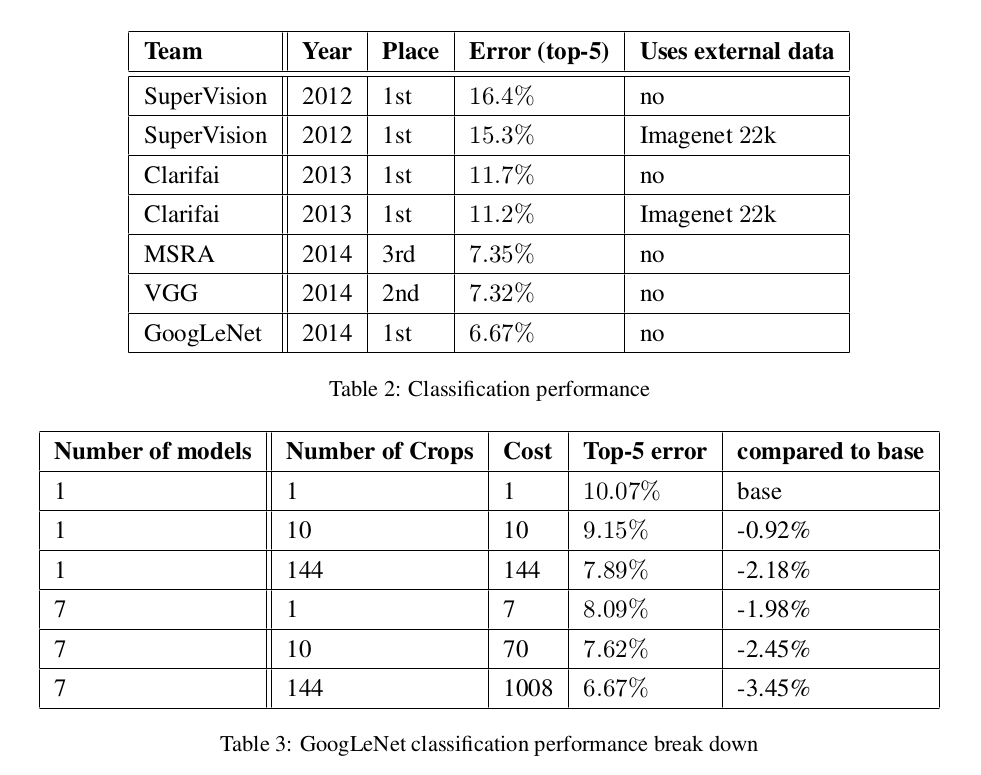 Team Year Place Error (top-5) Uses external data
SuperVision 2012 1st 16.4% no
SuperVision 2012 1st 15.3% Imagenet 22k
Clarifai 2013 1st 11.7% no
Clarifai 2013 1st 11.2% Imagenet 22k
MSRA 2014 3rd 7.35% no
VGG 2014 2nd 7.32% no
GoogLeNet 2014 1st 6.67% no
Table 2: Classification performance
Number of models Number of Crops Cost Top-5 error compared to base
1 1 1 10.07% base
1 10 10 9.15% -0.92%
1 144 144 7.89% -2.18%
7 1 7 8.09% -1.98%
7 10 70 7.62% -2.45%
7 144 1008 6.67% -3.45%
Table 3: GoogLeNet classification performance break down